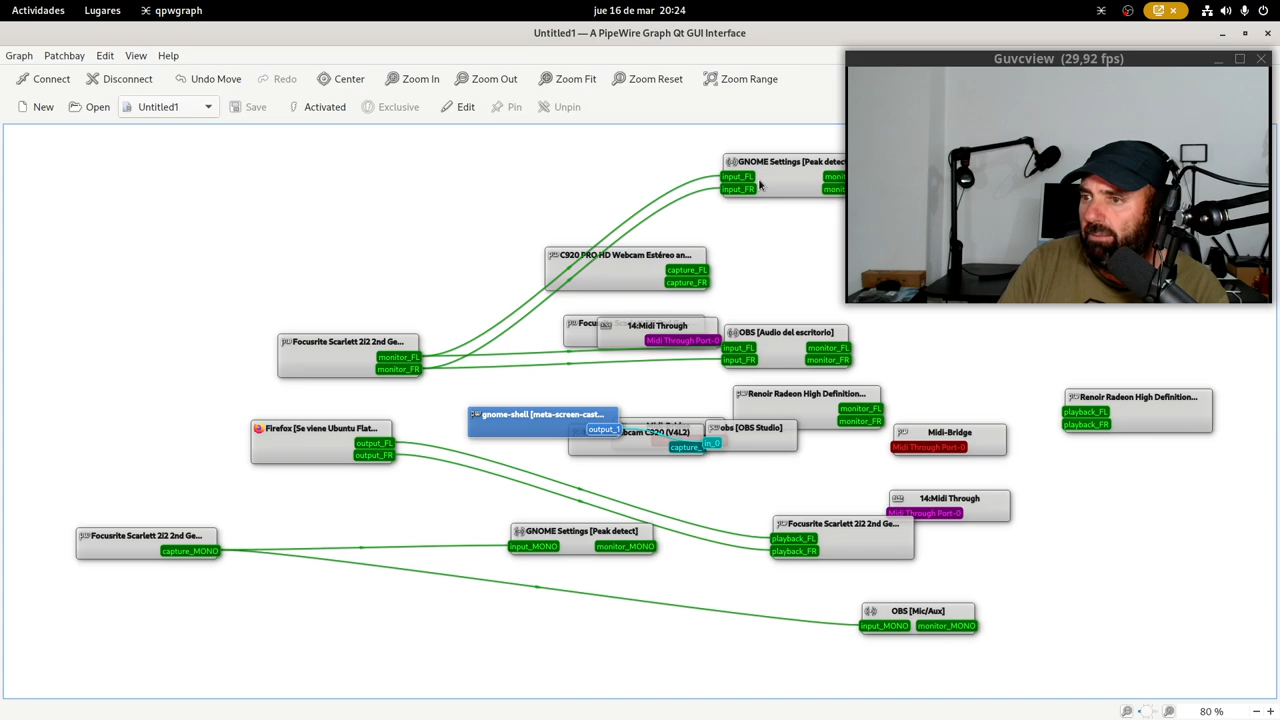 Actividades Lugares qpwgraph jue 16 de mar 20:24
Untitled1 — A PipeWire Graph Qt GUI Interface
Graph Patchbay Edit View Help
Connect Disconnect Undo Move Redo Center Zoom In Zoom Out Zoom Fit Zoom Reset Zoom Range
New Open Untitled1 Save Activated Exclusive Edit Pin Unpin
Guvcview (29,92 fps)
GNOME Settings [Peak detect
input_FL
input_FR
C920 PRO HD Webcam Estéreo an...
capture_FL
capture_FR
14:Midi Through
Midi Through Port-0
OBS [Audio del escritorio]
input_FL monitor_FL
input_FR monitor_FR
Focusrite Scarlett 2i2 2nd Ge...
monitor_FL
monitor_FR
Renoir Radeon High Definition...
monitor_FL
monitor_FR
Renoir Radeon High Definition...
playback_FL
playback_FR
gnome-shell [meta-screen-cast...
output_1
C920 (V4L2)
capture_
obs [OBS Studio]
in_0
Midi-Bridge
Midi Through Port-0
Firefox [Se viene Ubuntu Flat...
output_FL
output_FR
14:Midi Through
Midi Through Port-0
Focusrite Scarlett 2i2 2nd Ge...
playback_FL
playback_FR
Focusrite Scarlett 2i2 2nd Ge...
capture_MONO
GNOME Settings [Peak detect]
input_MONO monitor_MONO
OBS [Mic/Aux]
input_MONO monitor_MONO
80 %